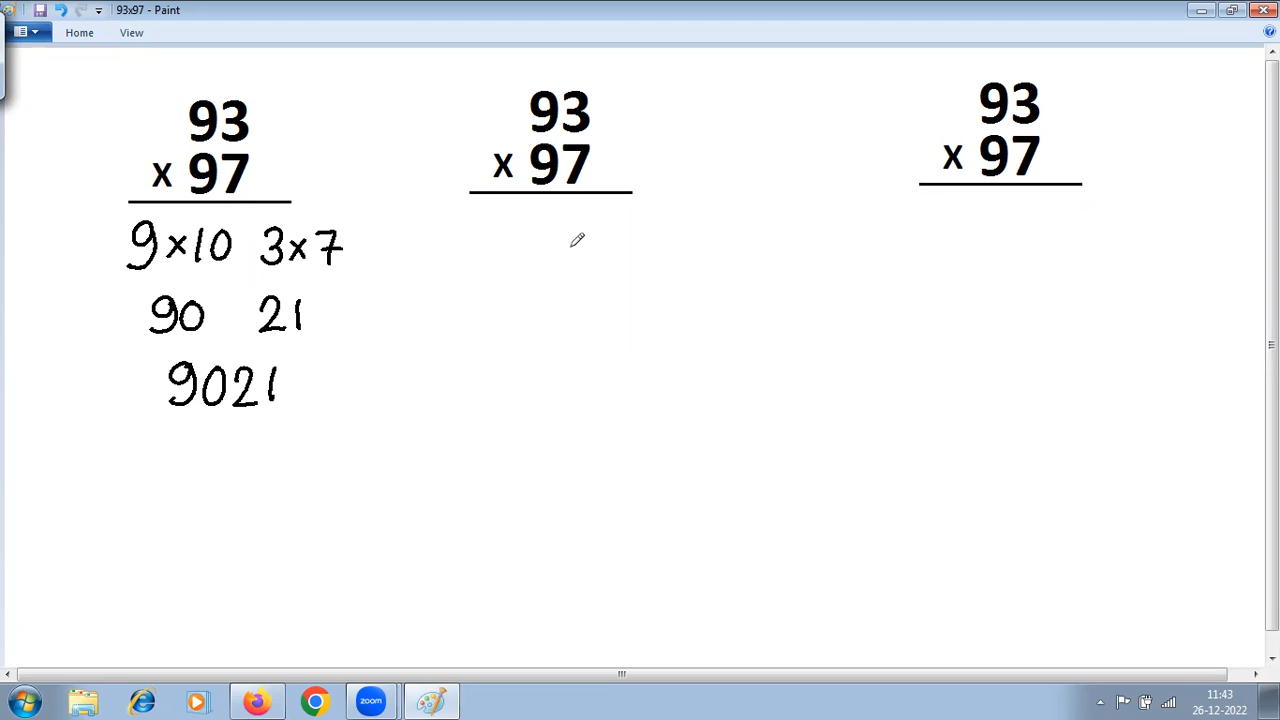 93x97 - Paint
Home View
93
x 97
9×10 3×7
90 21
9021
93
x 97
93
x 97
zoom
11:43
26-12-2022